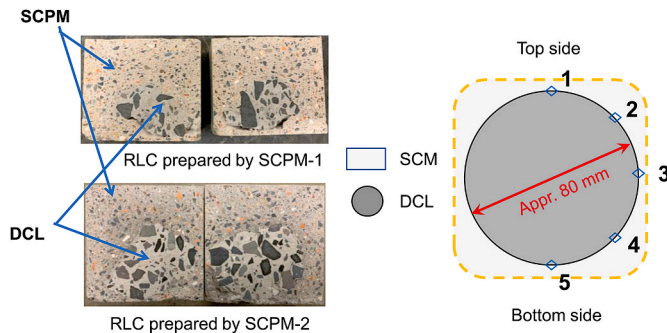 SCPM
RLC prepared by SCPM-1
DCL
RLC prepared by SCPM-2
SCM
DCL
Top side
1
2
3
4
5
Appr. 80 mm
Bottom side